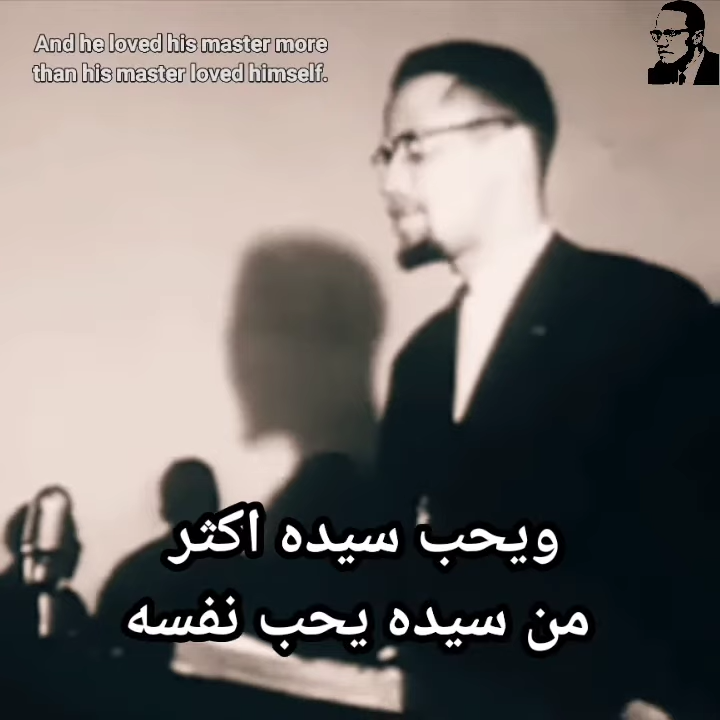 And he loved his master more
than his master loved himself.
ويحب سيده اكثر
من سيده يحب نفسه